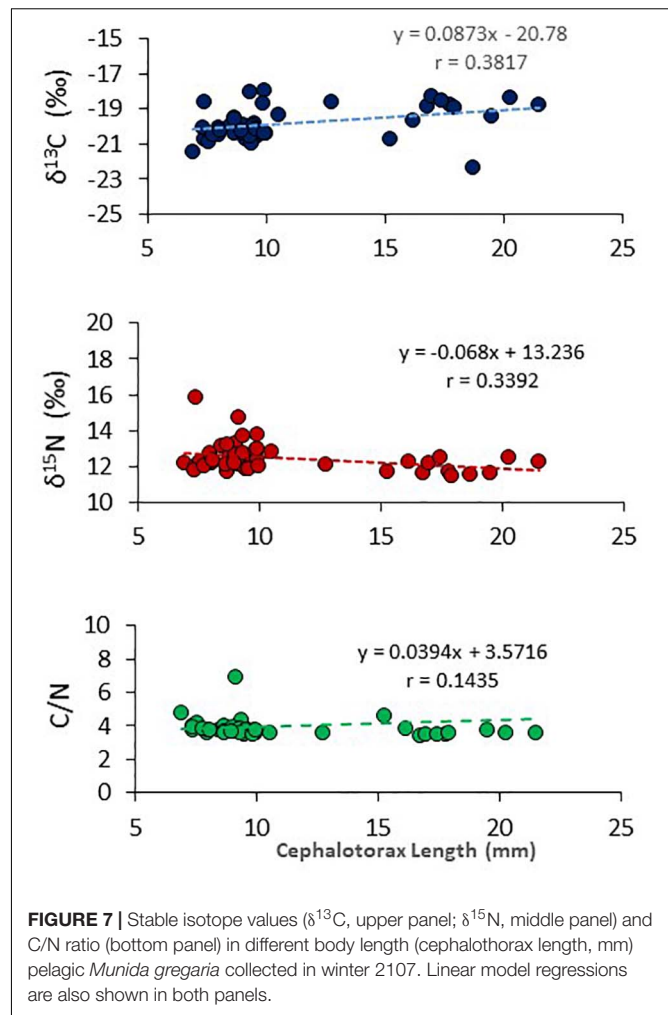 y = 0.0873x - 20.78
r = 0.3817
δ13C (‰)
-15
-17
-19
-21
-23
-25
5 10 15 20 25
y = -0.068x + 13.236
r = 0.3392
δ15N (‰)
20
18
16
14
12
10
5 10 15 20 25
y = 0.0394x + 3.5716
r = 0.1435
C/N
10
8
6
4
2
0
5 10 15 20 25
Cephalotorax Length (mm)
FIGURE 7 | Stable isotope values (δ13C, upper panel; δ15N, middle panel) and
C/N ratio (bottom panel) in different body length (cephalothorax length, mm)
pelagic Munida gregaria collected in winter 2107. Linear model regressions
are also shown in both panels.